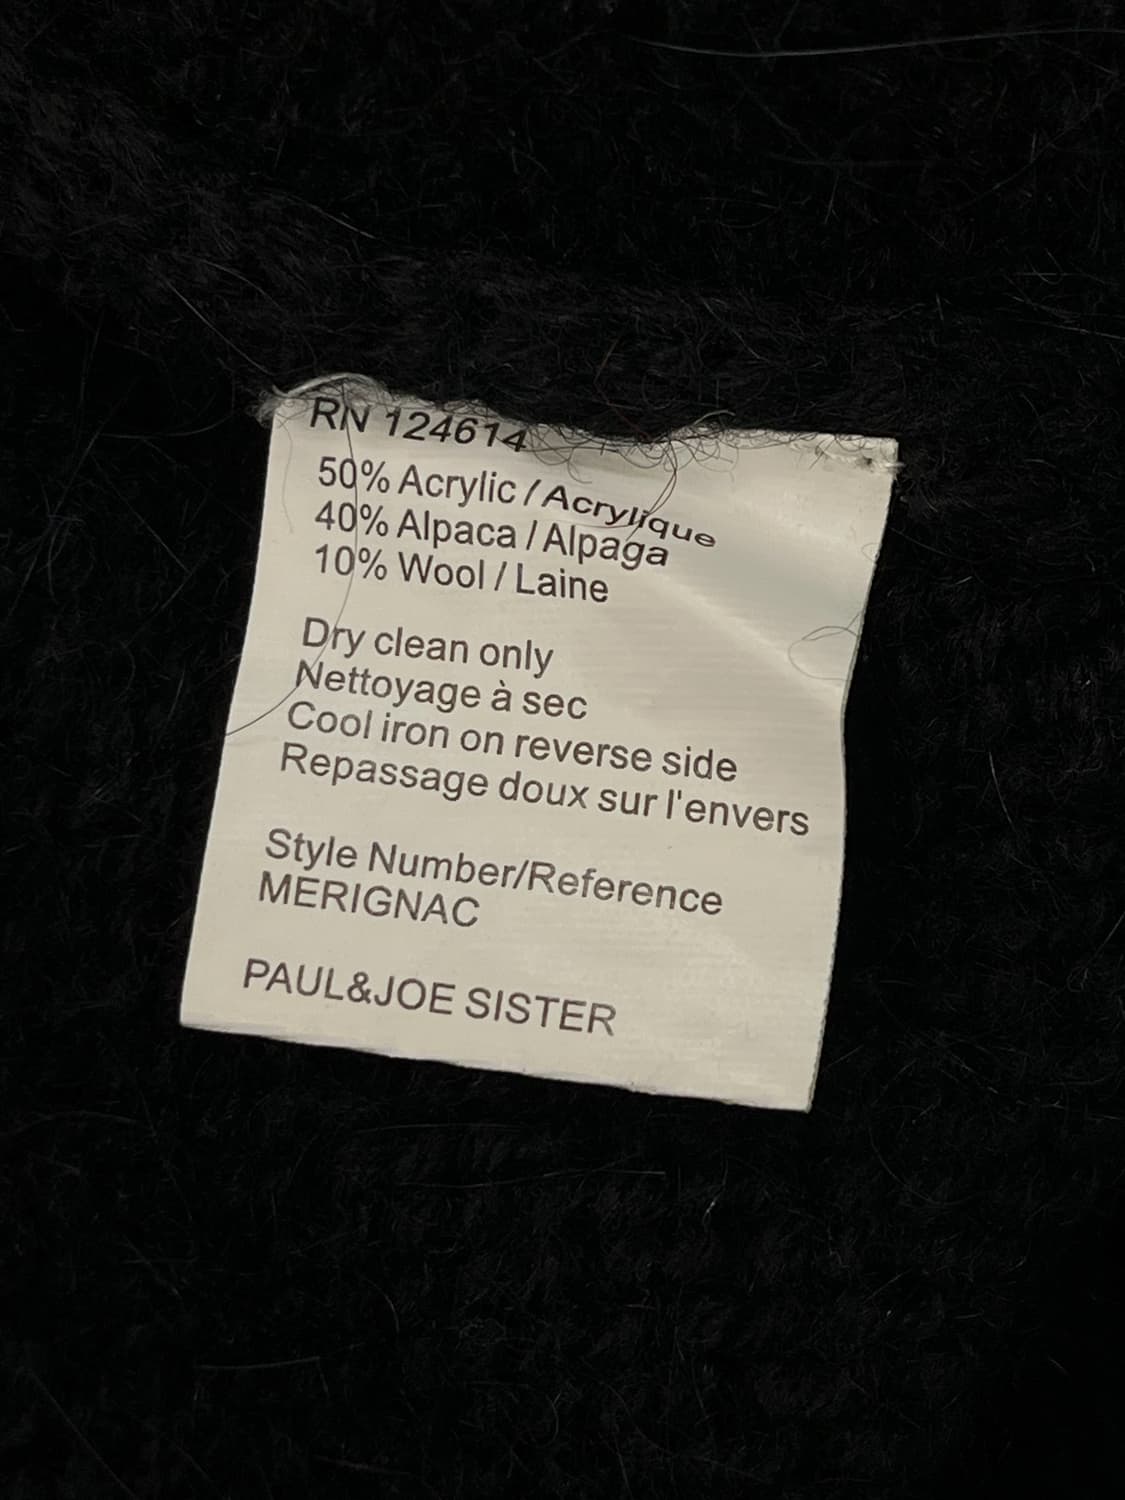 RN 124614
50% Acrylic / Acrylique
40% Alpaca / Alpaga
10% Wool / Laine
Dry clean only
Nettoyage à sec
Cool iron on reverse side
Repassage doux sur l'envers
Style Number/Reference
MERIGNAC
PAUL&JOE SISTER